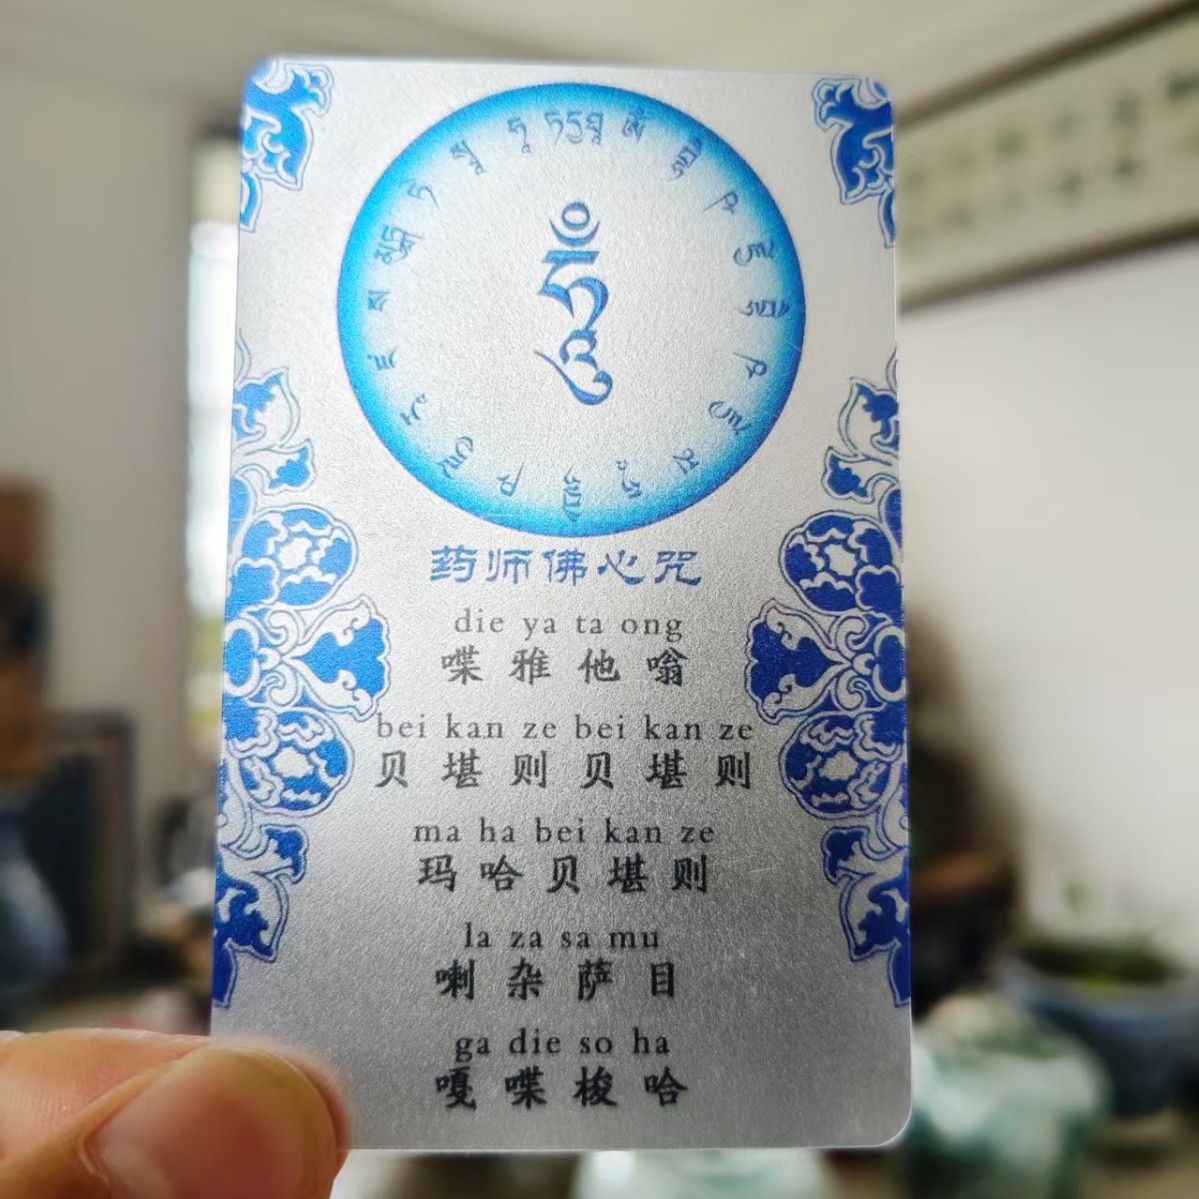 药师佛心咒
die ya ta ong
喋雅他嗡
bei kan ze bei kan ze
贝堪则贝堪则
ma ha bei kan ze
玛哈贝堪则
la za sa mu
喇杂萨目
ga die so ha
嘎喋梭哈